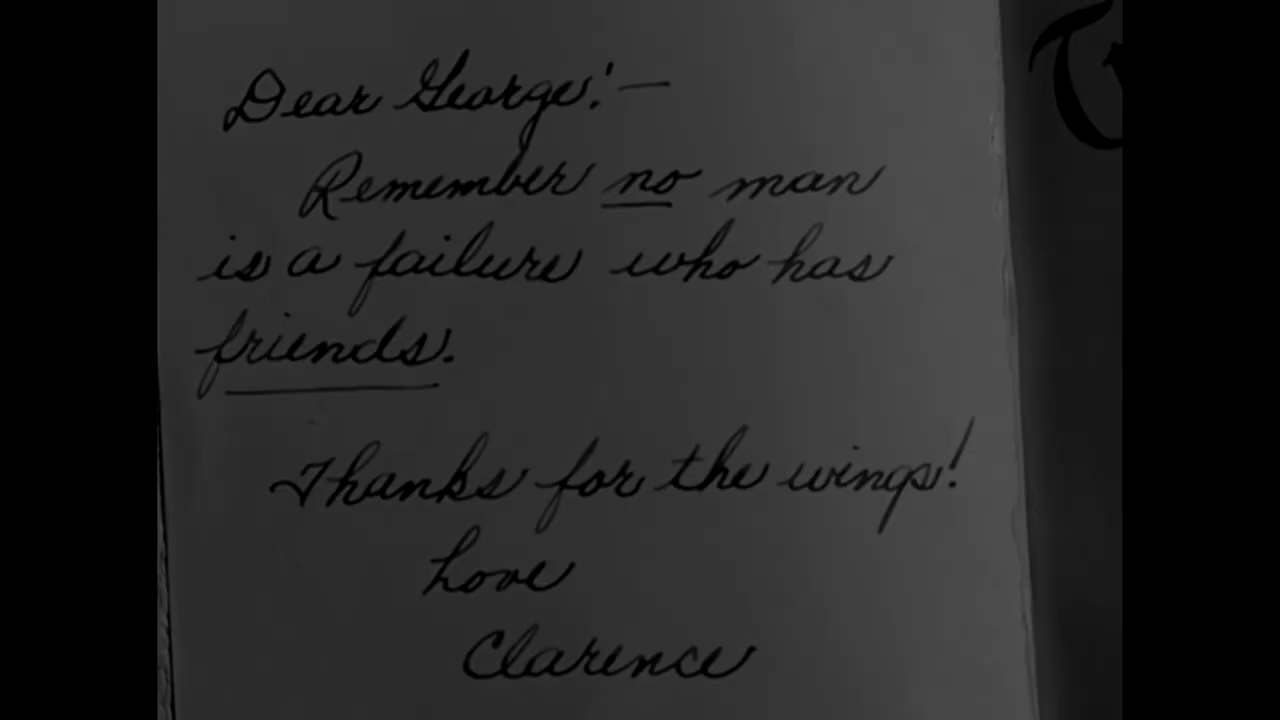 Dear George:—
Remember no man
is a failure who has
friends.
Thanks for the wings!
Love
Clarence